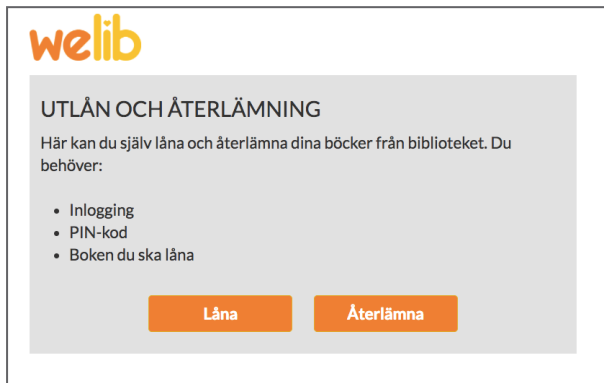 welib
UTLÅN OCH ÅTERLÄMNING
Här kan du själv låna och återlämna dina böcker från biblioteket. Du
behöver:
Inlogging
PIN-kod
Boken du ska låna
Låna
Återlämna